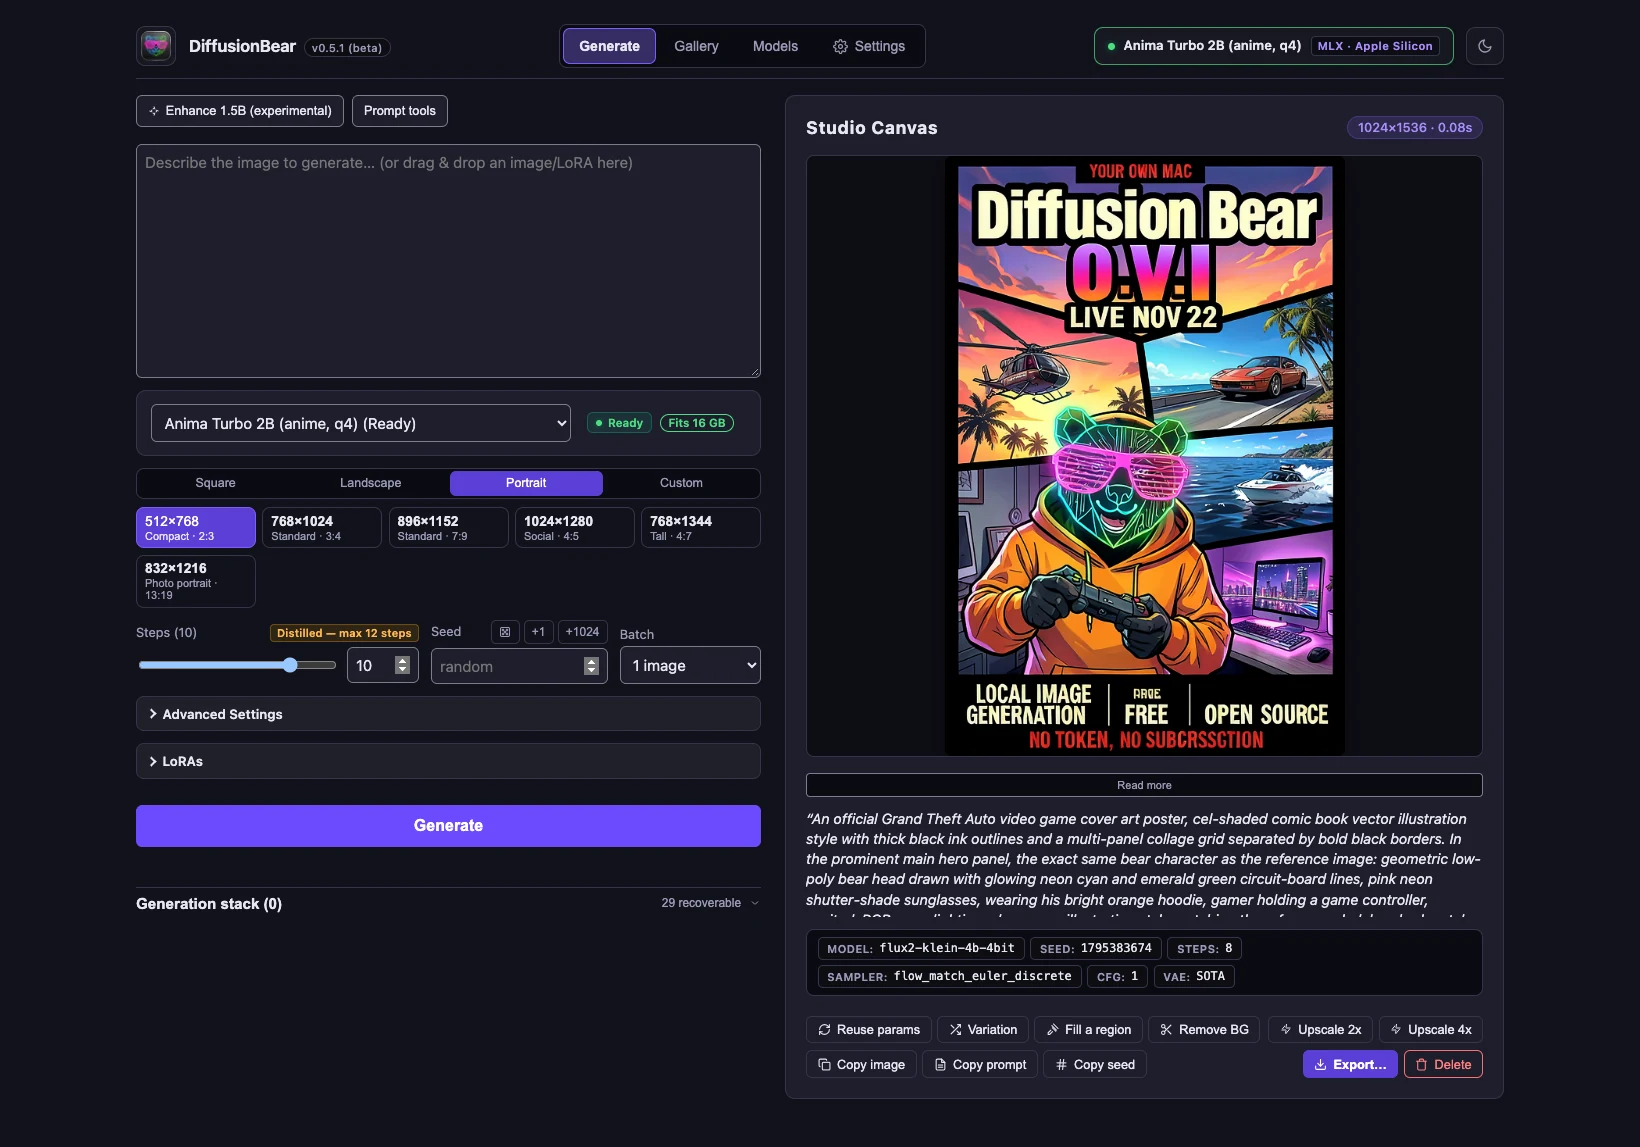 DiffusionBear v0.5.1 (beta)
Generate Gallery Models Settings
Anima Turbo 2B (anime, q4) MLX · Apple Silicon
Enhance 1.5B (experimental) Prompt tools
Describe the image to generate... (or drag & drop an image/LoRA here)
Anima Turbo 2B (anime, q4) (Ready) Ready Fits 16 GB
Square Landscape Portrait Custom
512×768 768×1024 896×1152 1024×1280 768×1344
Compact · 2:3 Standard · 3:4 Standard · 7:9 Social · 4:5 Tall · 4:7
832×1216
Photo portrait ·
13:19
Steps (10) Distilled — max 12 steps Seed +1 +1024 Batch
10 random 1 image
Advanced Settings
LoRAs
Generate
Generation stack (0) 29 recoverable
Studio Canvas 1024×1536 · 0.08s
YOUR OWN MAC
Diffusion Bear
O.V.I
LIVE NOV 22
LOCAL IMAGE
GENERAATION
FREE
OPEN SOURCE
NO TOKEN, NO SUBCRSSCTION
Read more
“An official Grand Theft Auto video game cover art poster, cel-shaded comic book vector illustration
style with thick black ink outlines and a multi-panel collage grid separated by bold black borders. In
the prominent main hero panel, the exact same bear character as the reference image: geometric low-
poly bear head drawn with glowing neon cyan and emerald green circuit-board lines, pink neon
shutter-shade sunglasses, wearing his bright orange hoodie, gamer holding a game controller,
MODEL: flux2-klein-4b-4bit SEED: 1795383674 STEPS: 8
SAMPLER: flow_match_euler_discrete CFG: 1 VAE: SOTA
Reuse params Variation Fill a region Remove BG Upscale 2x Upscale 4x
Copy image Copy prompt Copy seed Export... Delete